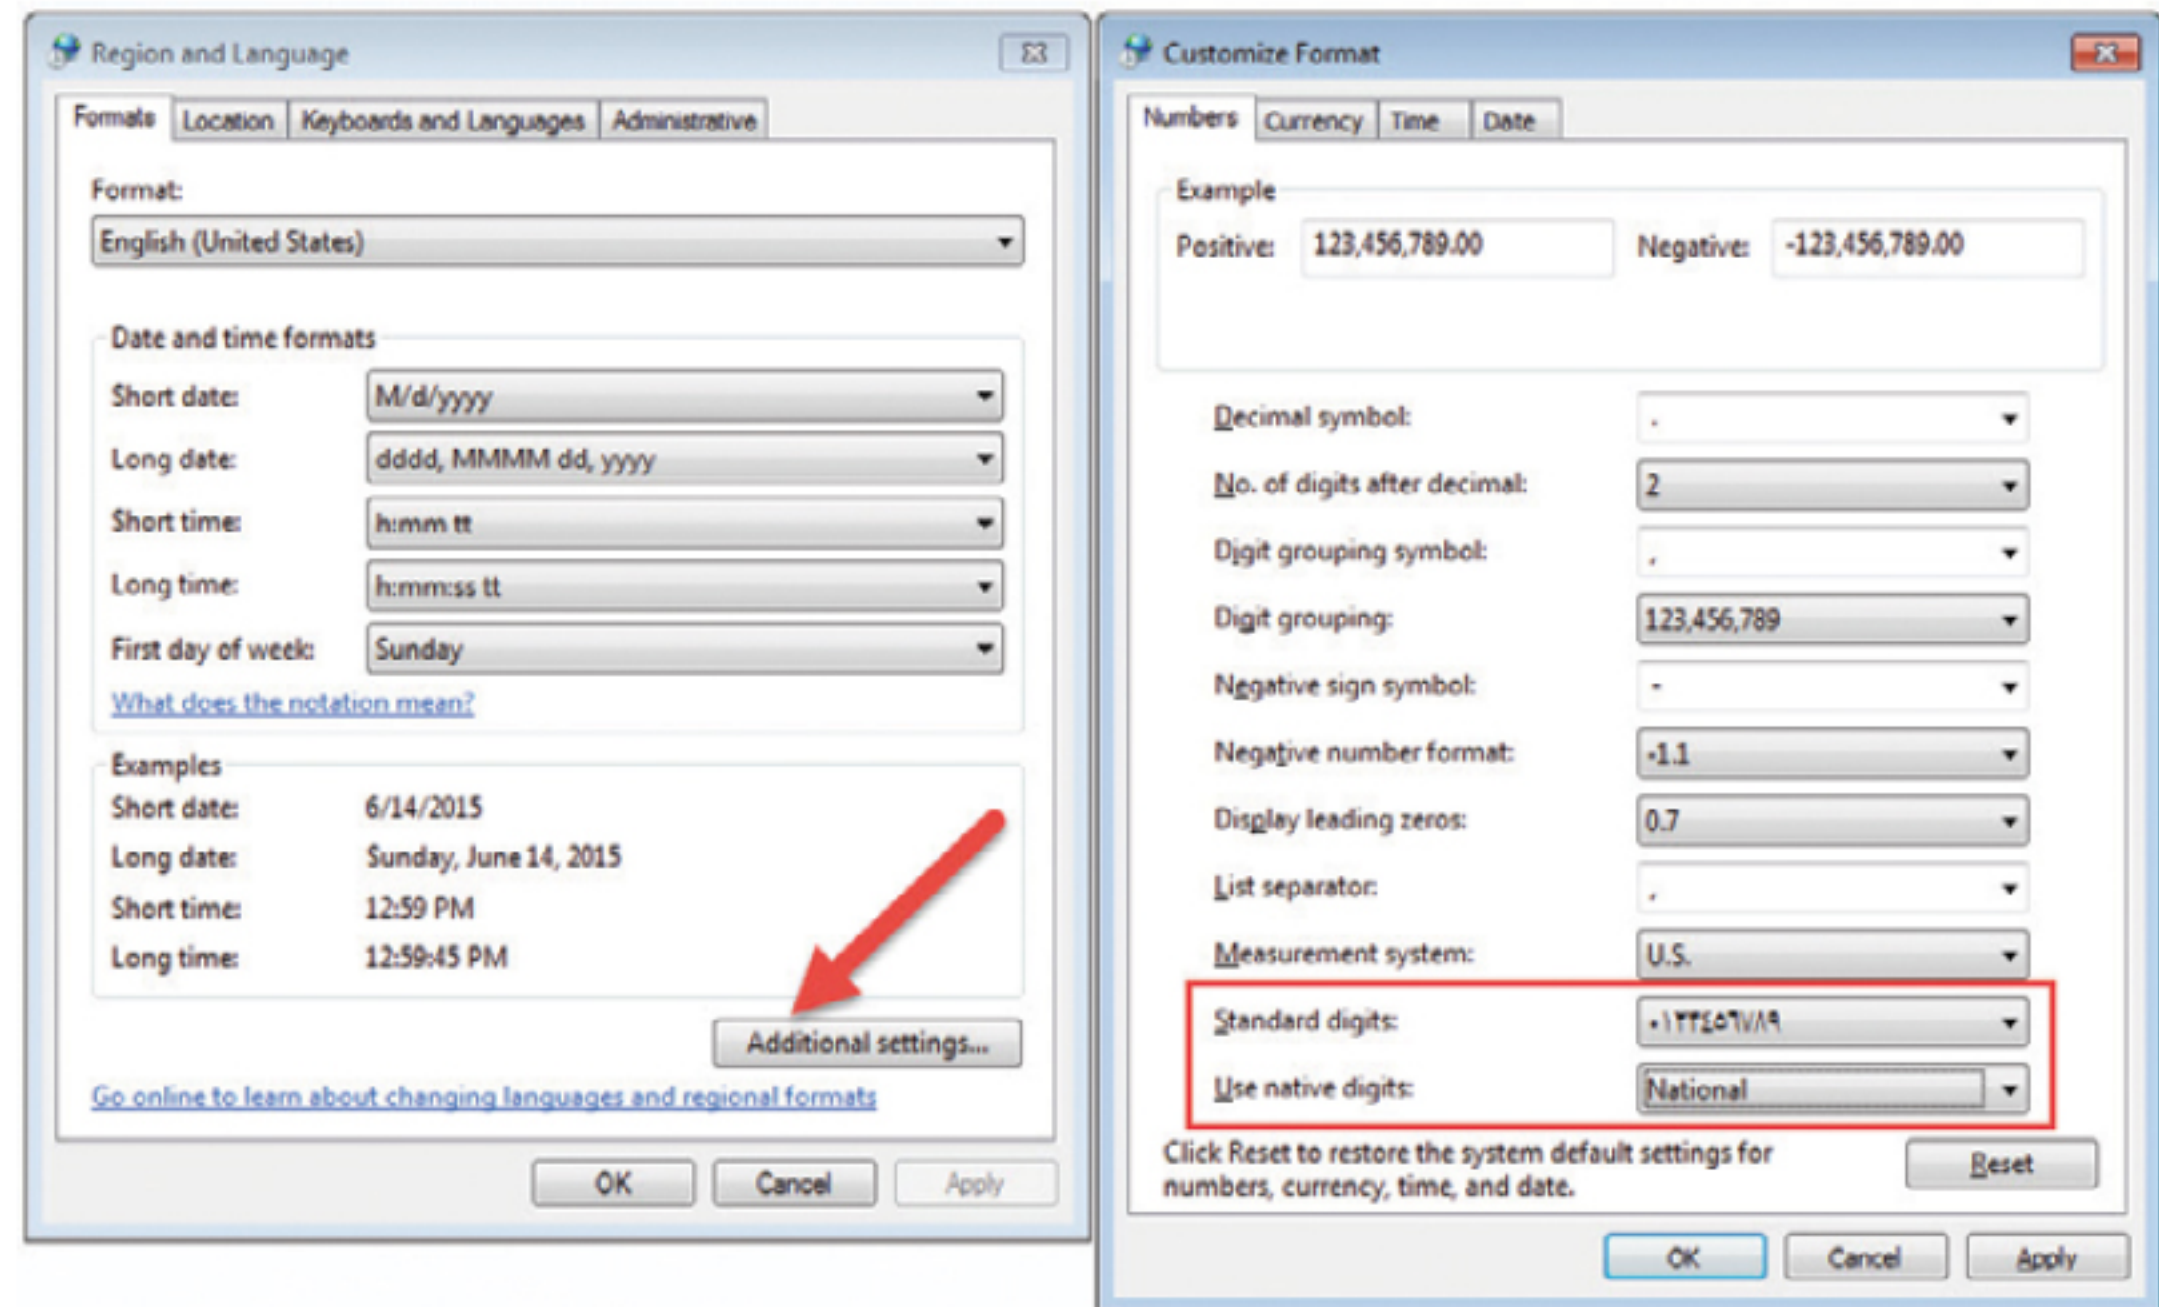 Region and Language
Formats Location Keyboards and Languages Administrative
Format:
English (United States)
Date and time formats
Short date: M/d/yyyy
Long date: dddd, MMMM dd, yyyy
Short time: h:mm tt
Long time: h:mm:ss tt
First day of week: Sunday
What does the notation mean?
Examples
Short date: 6/14/2015
Long date: Sunday, June 14, 2015
Short time: 12:59 PM
Long time: 12:59:45 PM
Additional settings...
Go online to learn about changing languages and regional formats
OK Cancel Apply
Customize Format
Numbers Currency Time Date
Example
Positive: 123,456,789.00 Negative: -123,456,789.00
Decimal symbol: .
No. of digits after decimal: 2
Digit grouping symbol: ,
Digit grouping: 123,456,789
Negative sign symbol: -
Negative number format: -1.1
Display leading zeros: 0.7
List separator: ,
Measurement system: U.S.
Standard digits: ٠١٢٣٤٥٦٧٨٩
Use native digits: National
Click Reset to restore the system default settings for
numbers, currency, time, and date.
Reset
OK Cancel Apply